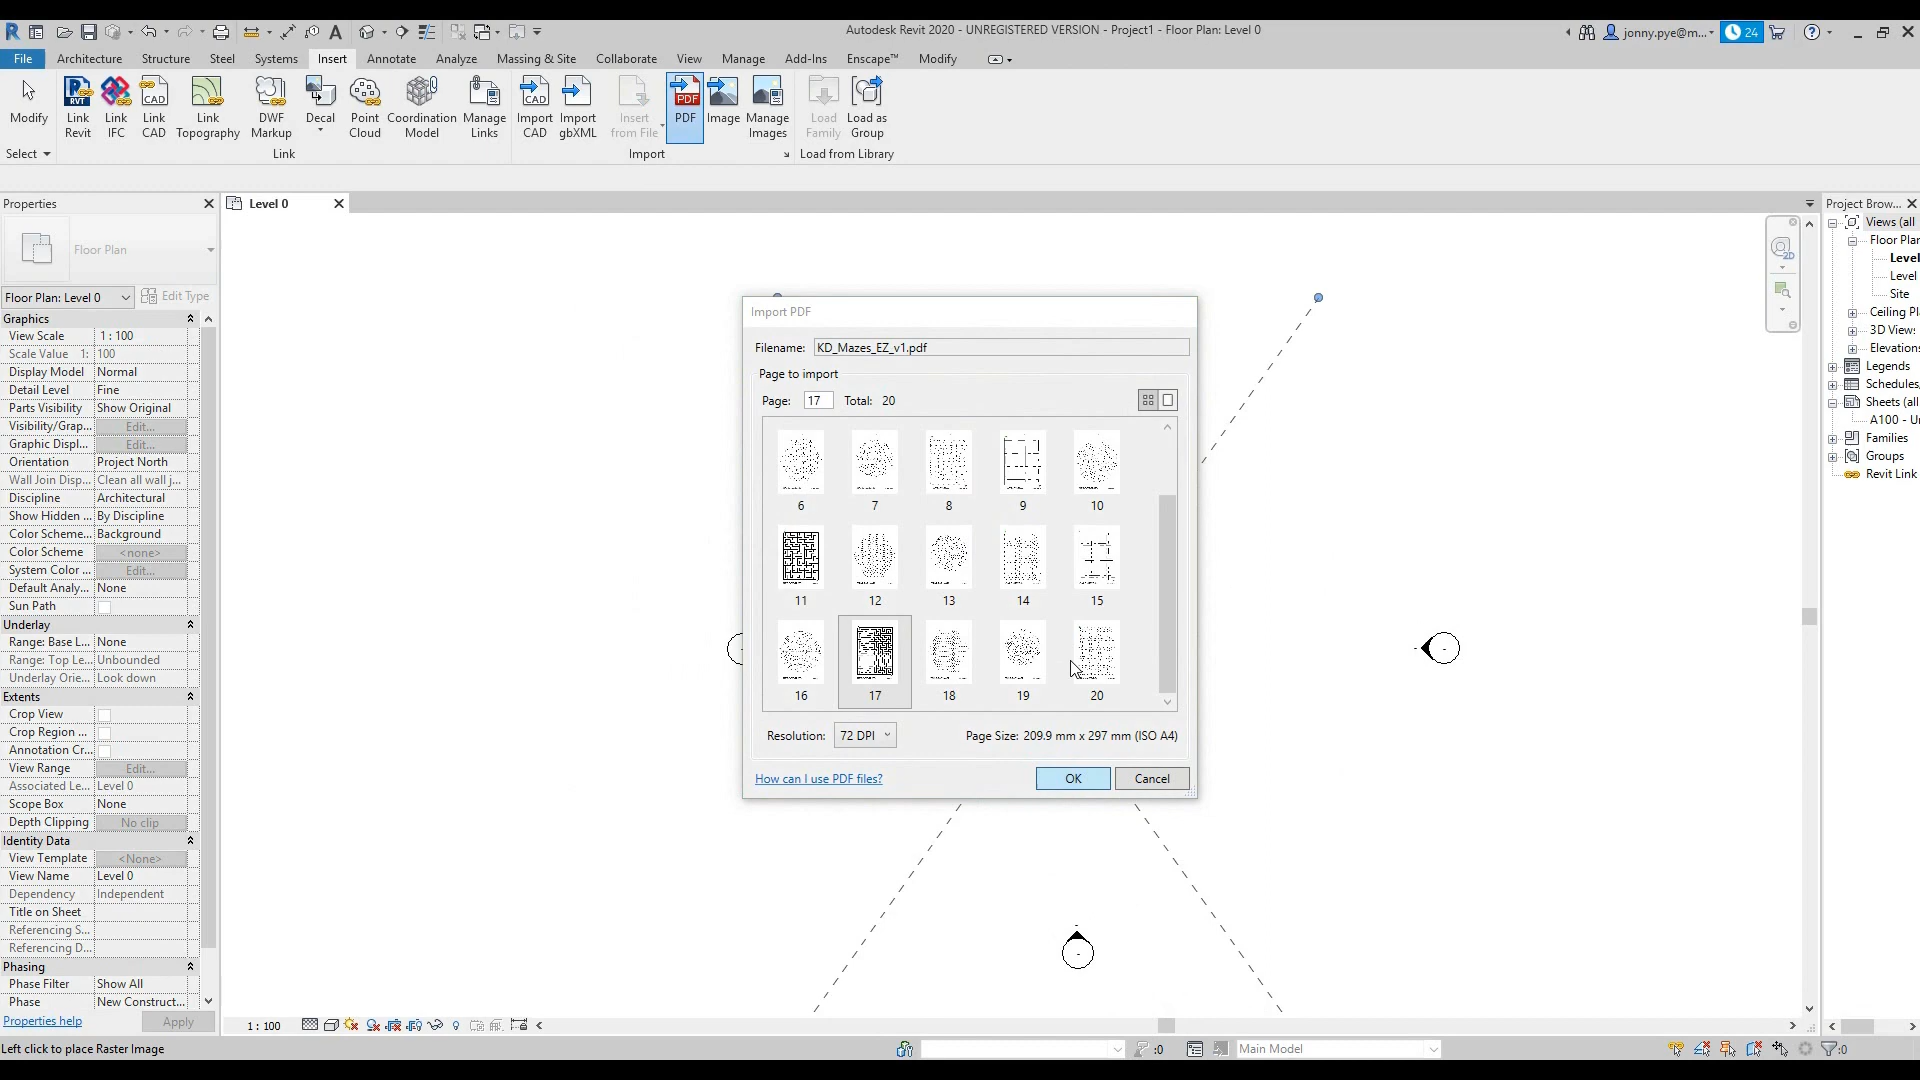 Autodesk Revit 2020 - UNREGISTERED VERSION - Project1 - Floor Plan: Level 0
jonny.pye@m...
24
File Architecture Structure Steel Systems Insert Annotate Analyze Massing & Site Collaborate View Manage Add-Ins Enscape™ Modify
Modify
Link Revit
Link IFC
Link CAD
Link Topography
DWF Markup
Decal
Point Cloud
Coordination Model
Manage Links
Import CAD
Import gbXML
Insert from File
PDF
Image
Manage Images
Load Family
Load as Group
Select
Link
Import
Load from Library
Properties
Floor Plan
Floor Plan: Level 0
Edit Type
Graphics
View Scale 1 : 100
Scale Value 1: 100
Display Model Normal
Detail Level Fine
Parts Visibility Show Original
Visibility/Grap... Edit...
Graphic Displ... Edit...
Orientation Project North
Wall Join Disp... Clean all wall j...
Discipline Architectural
Show Hidden ... By Discipline
Color Scheme... Background
Color Scheme <none>
System Color ... Edit...
Default Analy... None
Sun Path
Underlay
Range: Base L... None
Range: Top Le... Unbounded
Underlay Orie... Look down
Extents
Crop View
Crop Region ...
Annotation Cr...
View Range Edit...
Associated Le... Level 0
Scope Box None
Depth Clipping No clip
Identity Data
View Template <None>
View Name Level 0
Dependency Independent
Title on Sheet
Referencing S...
Referencing D...
Phasing
Phase Filter Show All
Phase New Construct...
Properties help
Apply
Level 0
Import PDF
Filename: KD_Mazes_EZ_v1.pdf
Page to import
Page: 17 Total: 20
6 7 8 9 10
11 12 13 14 15
16 17 18 19 20
Resolution: 72 DPI Page Size: 209.9 mm x 297 mm (ISO A4)
How can I use PDF files?
OK
Cancel
2D
Project Brow...
Views (all
Floor Plar
Level
Level
Site
Ceiling Pl
3D View:
Elevations
Legends
Schedules,
Sheets (all
A100 - Ur
Families
Groups
Revit Link
1 : 100
Left click to place Raster Image
:0
Main Model
:0